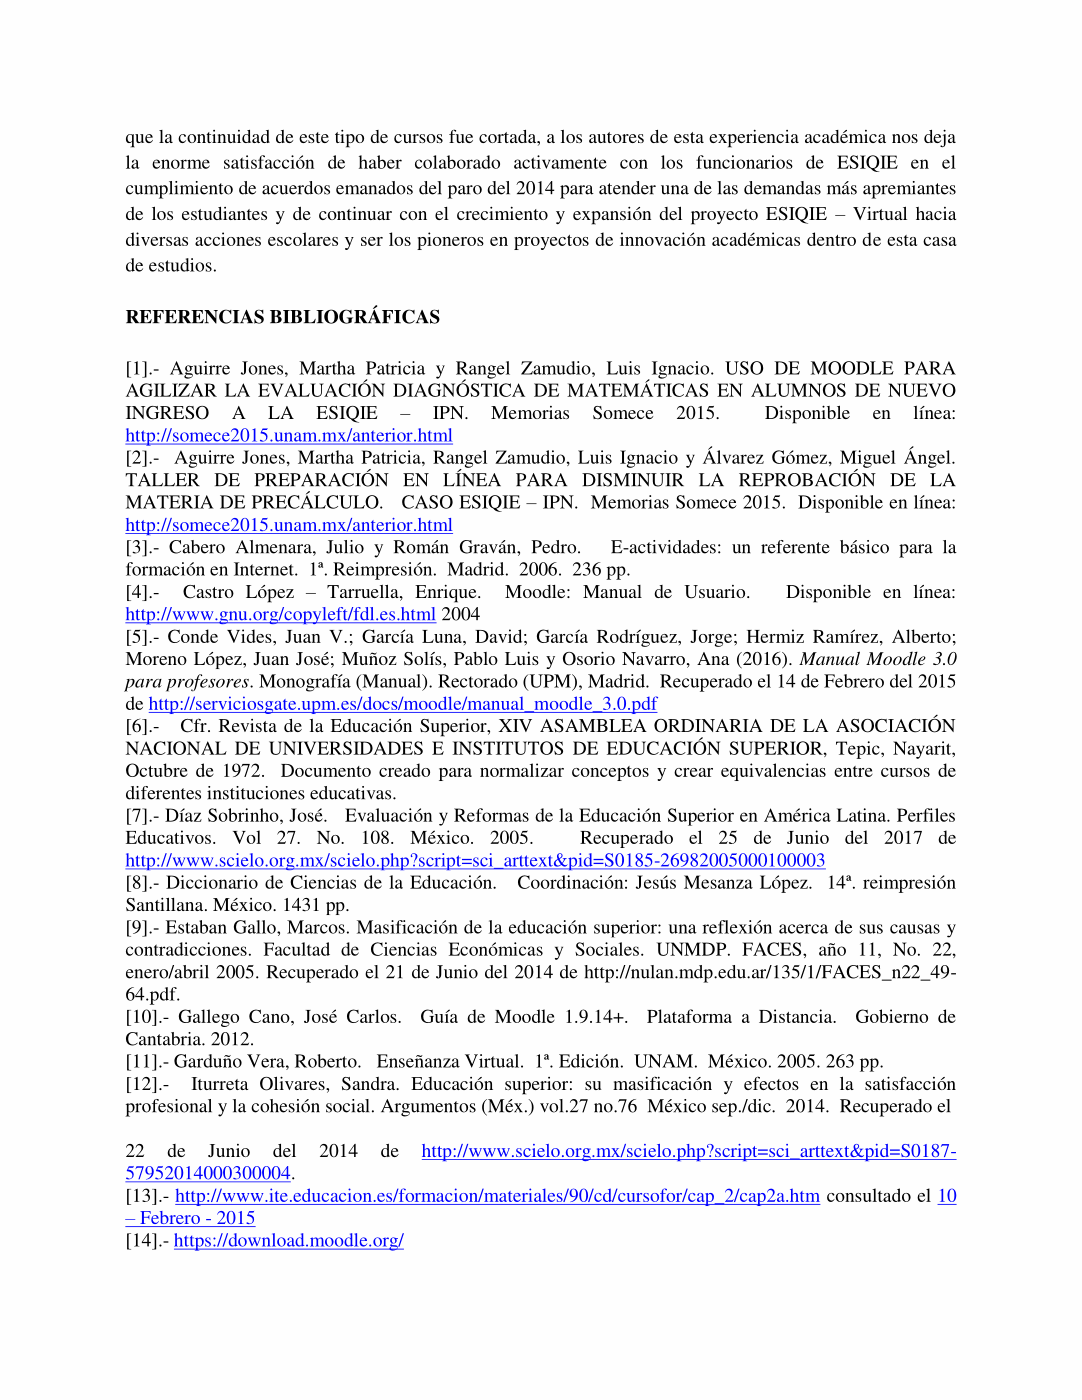 que la continuidad de este tipo de cursos fue cortada, a los autores de esta experiencia académica nos deja
la enorme satisfacción de haber colaborado activamente con los funcionarios de ESIQIE en el
cumplimiento de acuerdos emanados del paro del 2014 para atender una de las demandas más apremiantes
de los estudiantes y de continuar con el crecimiento y expansión del proyecto ESIQIE – Virtual hacia
diversas acciones escolares y ser los pioneros en proyectos de innovación académicas dentro de esta casa
de estudios.
REFERENCIAS BIBLIOGRÁFICAS
[1].- Aguirre Jones, Martha Patricia y Rangel Zamudio, Luis Ignacio. USO DE MOODLE PARA
AGILIZAR LA EVALUACIÓN DIAGNÓSTICA DE MATEMÁTICAS EN ALUMNOS DE NUEVO
INGRESO A LA ESIQIE – IPN. Memorias Somece 2015. Disponible en línea:
http://somece2015.unam.mx/anterior.html
[2].- Aguirre Jones, Martha Patricia, Rangel Zamudio, Luis Ignacio y Álvarez Gómez, Miguel Ángel.
TALLER DE PREPARACIÓN EN LÍNEA PARA DISMINUIR LA REPROBACIÓN DE LA
MATERIA DE PRECÁLCULO. CASO ESIQIE – IPN. Memorias Somece 2015. Disponible en línea:
http://somece2015.unam.mx/anterior.html
[3].- Cabero Almenara, Julio y Román Graván, Pedro. E-actividades: un referente básico para la
formación en Internet. 1ª. Reimpresión. Madrid. 2006. 236 pp.
[4].- Castro López – Tarruella, Enrique. Moodle: Manual de Usuario. Disponible en línea:
http://www.gnu.org/copyleft/fdl.es.html 2004
[5].- Conde Vides, Juan V.; García Luna, David; García Rodríguez, Jorge; Hermiz Ramírez, Alberto;
Moreno López, Juan José; Muñoz Solís, Pablo Luis y Osorio Navarro, Ana (2016). Manual Moodle 3.0
para profesores. Monografía (Manual). Rectorado (UPM), Madrid. Recuperado el 14 de Febrero del 2015
de http://serviciosgate.upm.es/docs/moodle/manual_moodle_3.0.pdf
[6].- Cfr. Revista de la Educación Superior, XIV ASAMBLEA ORDINARIA DE LA ASOCIACIÓN
NACIONAL DE UNIVERSIDADES E INSTITUTOS DE EDUCACIÓN SUPERIOR, Tepic, Nayarit,
Octubre de 1972. Documento creado para normalizar conceptos y crear equivalencias entre cursos de
diferentes instituciones educativas.
[7].- Díaz Sobrinho, José. Evaluación y Reformas de la Educación Superior en América Latina. Perfiles
Educativos. Vol 27. No. 108. México. 2005. Recuperado el 25 de Junio del 2017 de
http://www.scielo.org.mx/scielo.php?script=sci_arttext&pid=S0185-26982005000100003
[8].- Diccionario de Ciencias de la Educación. Coordinación: Jesús Mesanza López. 14ª. reimpresión
Santillana. México. 1431 pp.
[9].- Estaban Gallo, Marcos. Masificación de la educación superior: una reflexión acerca de sus causas y
contradicciones. Facultad de Ciencias Económicas y Sociales. UNMDP. FACES, año 11, No. 22,
enero/abril 2005. Recuperado el 21 de Junio del 2014 de http://nulan.mdp.edu.ar/135/1/FACES_n22_49-
64.pdf.
[10].- Gallego Cano, José Carlos. Guía de Moodle 1.9.14+. Plataforma a Distancia. Gobierno de
Cantabria. 2012.
[11].- Garduño Vera, Roberto. Enseñanza Virtual. 1ª. Edición. UNAM. México. 2005. 263 pp.
[12].- Iturreta Olivares, Sandra. Educación superior: su masificación y efectos en la satisfacción
profesional y la cohesión social. Argumentos (Méx.) vol.27 no.76 México sep./dic. 2014. Recuperado el
22 de Junio del 2014 de http://www.scielo.org.mx/scielo.php?script=sci_arttext&pid=S0187-
57952014000300004.
[13].- http://www.ite.educacion.es/formacion/materiales/90/cd/cursofor/cap_2/cap2a.htm consultado el 10
– Febrero - 2015
[14].- https://download.moodle.org/